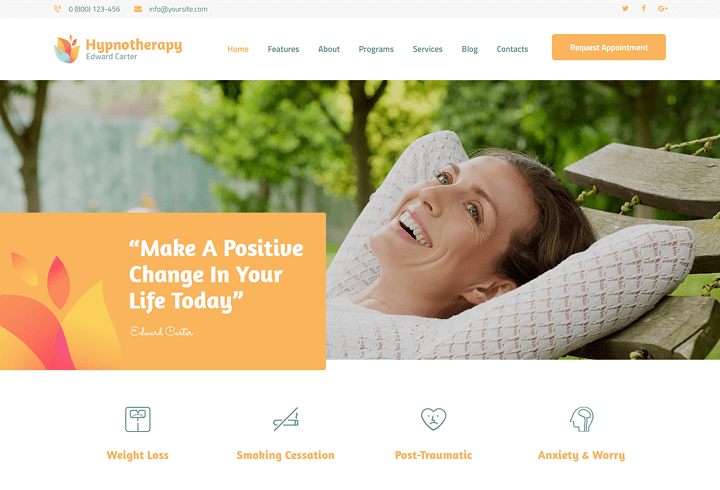 0 (800) 123-456 info@yoursite.com
Hypnotherapy
Edward Carter
Home Features About Programs Services Blog Contacts Request Appointment
“Make A Positive
Change In Your
Life Today”
Edward Carter
Weight Loss Smoking Cessation Post-Traumatic Anxiety & Worry